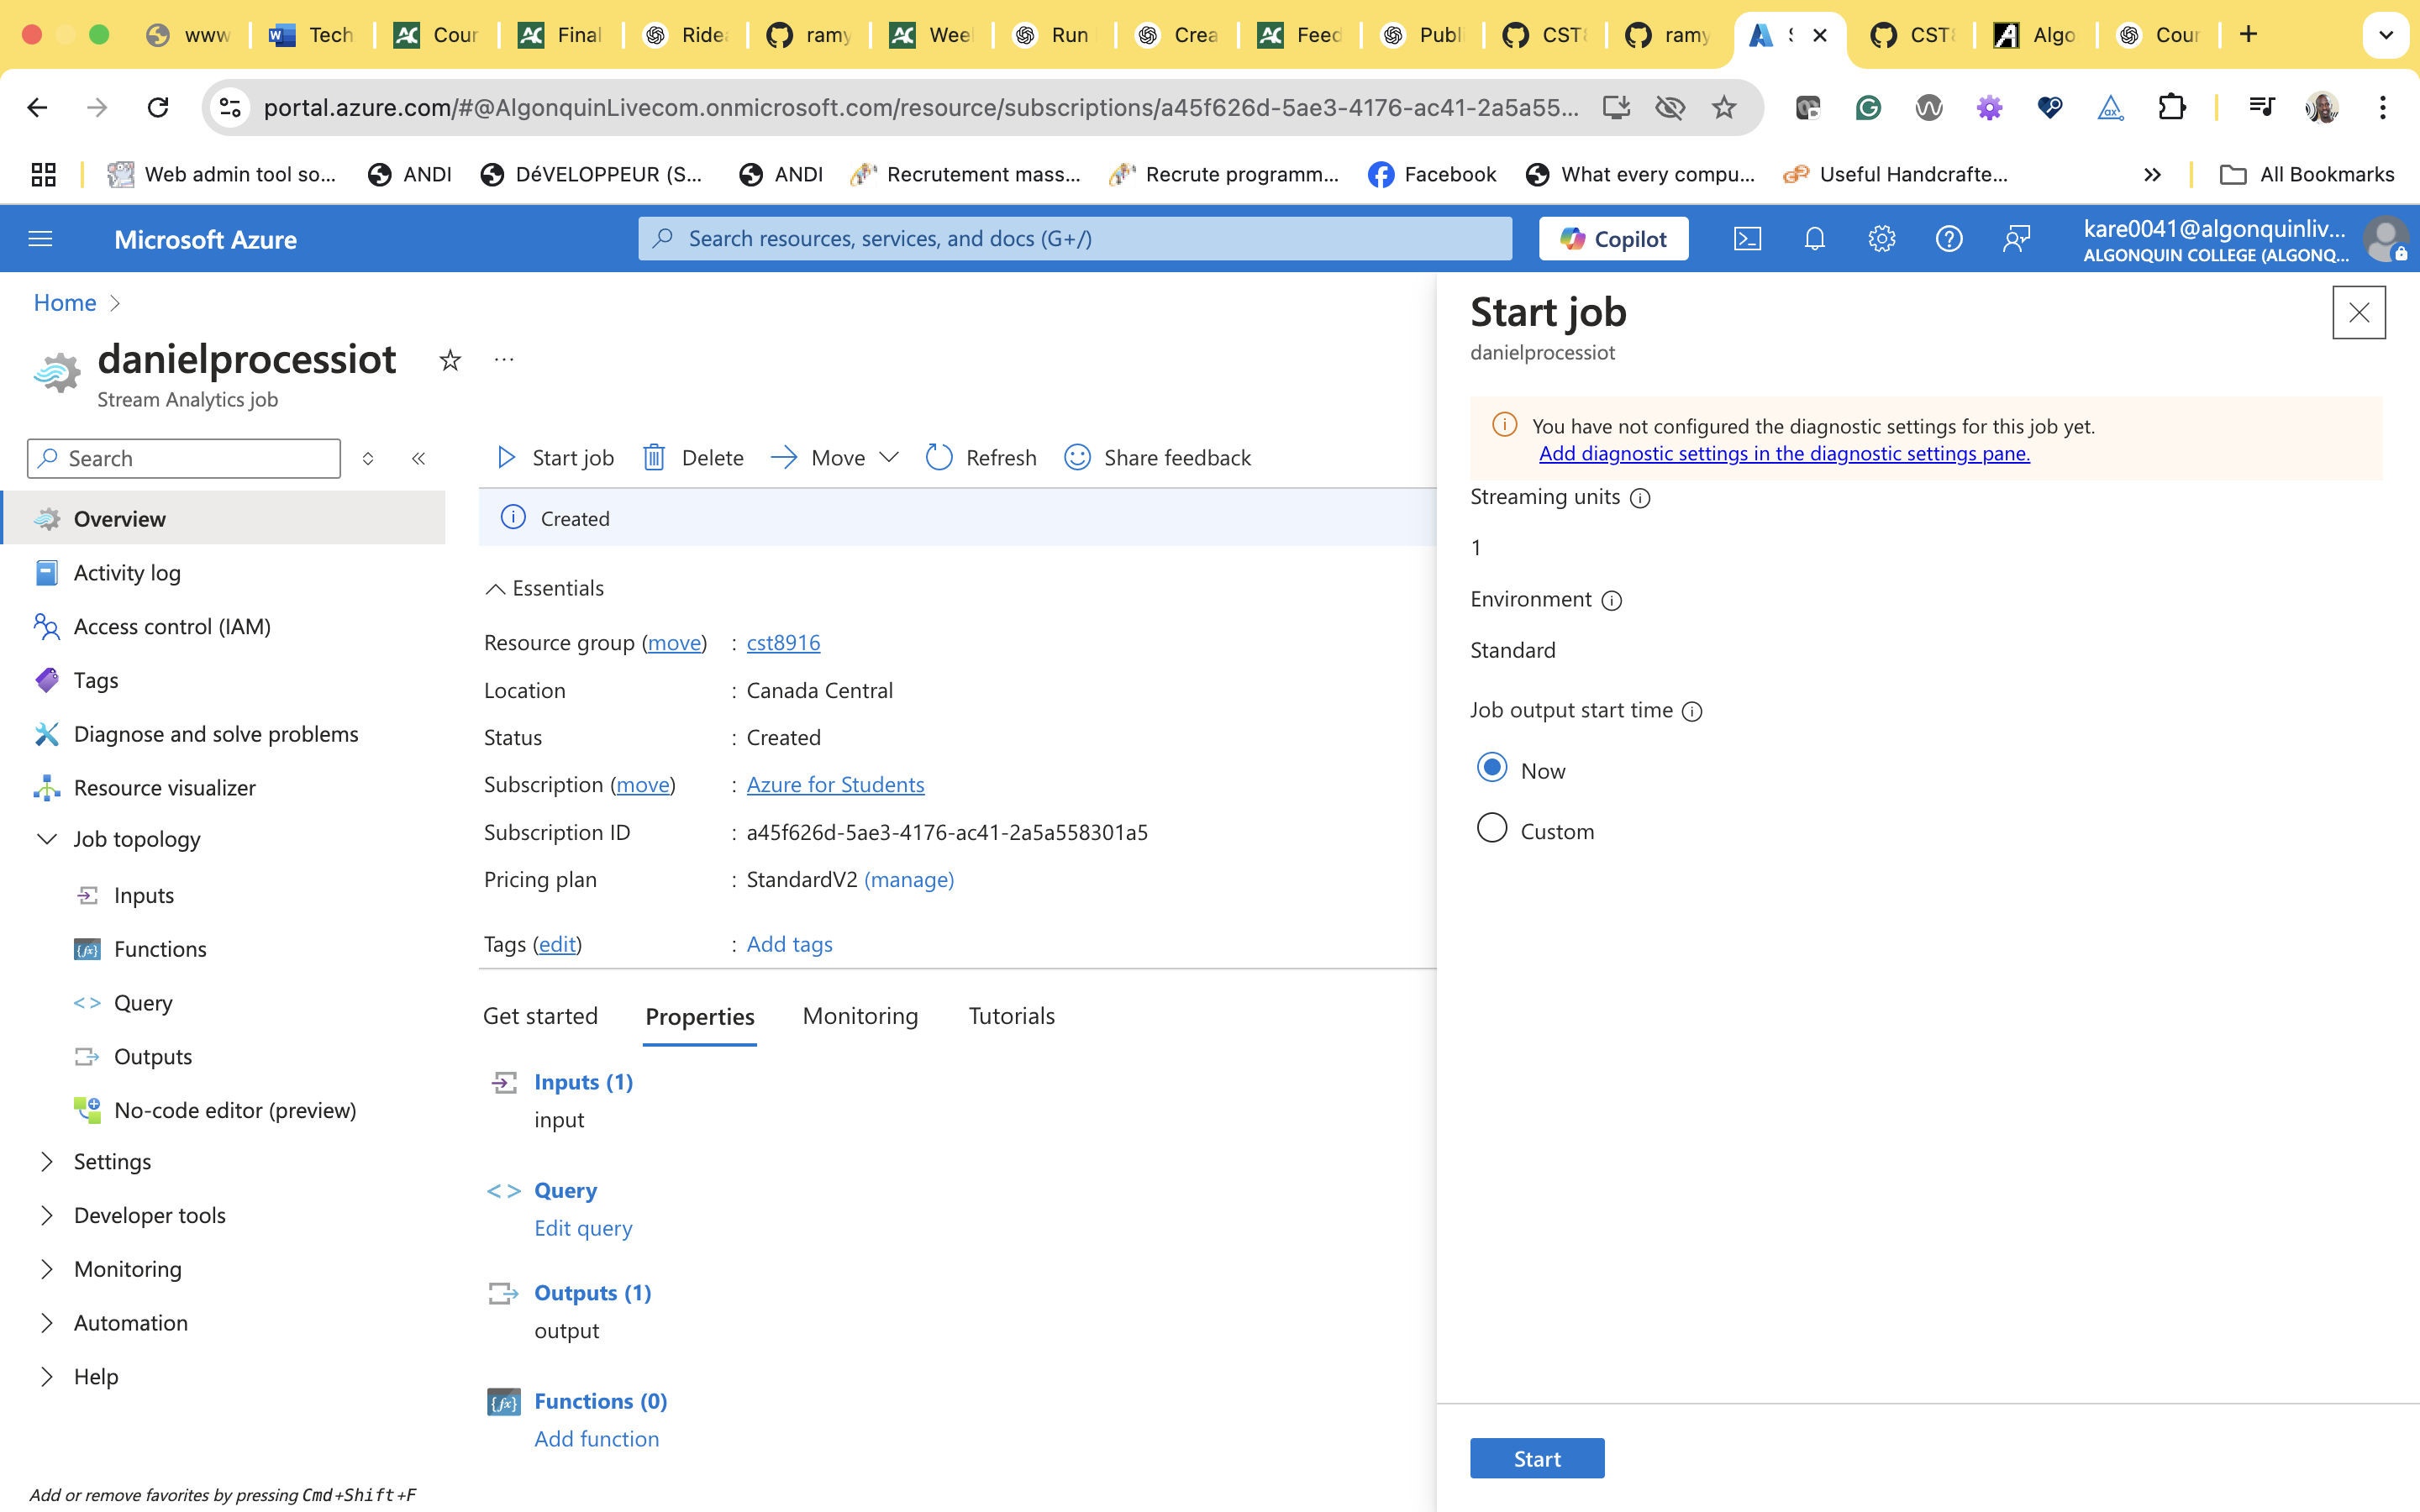 www
Tech
Cour
Final
Ridea
ramy
Weel
Run
Crea
Feed
Publi
CST8
ramy
CST8
Algo
Cour
portal.azure.com/#@AlgonquinLivecom.onmicrosoft.com/resource/subscriptions/a45f626d-5ae3-4176-ac41-2a5a55...
Web admin tool so...
ANDI
DéVELOPPEUR (S...
ANDI
Recrutement mass...
Recrute programm...
Facebook
What every compu...
Useful Handcrafte...
All Bookmarks
Microsoft Azure
Search resources, services, and docs (G+/)
Copilot
kare0041@algonquinliv...
ALGONQUIN COLLEGE (ALGONQ...
Home
danielprocessiot
Stream Analytics job
Search
Overview
Activity log
Access control (IAM)
Tags
Diagnose and solve problems
Resource visualizer
Job topology
Inputs
Functions
Query
Outputs
No-code editor (preview)
Settings
Developer tools
Monitoring
Automation
Help
Add or remove favorites by pressing Cmd+Shift+F
Start job
Delete
Move
Refresh
Share feedback
Created
Essentials
Resource group (move) : cst8916
Location : Canada Central
Status : Created
Subscription (move) : Azure for Students
Subscription ID : a45f626d-5ae3-4176-ac41-2a5a558301a5
Pricing plan : StandardV2 (manage)
Tags (edit) : Add tags
Get started
Properties
Monitoring
Tutorials
Inputs (1)
input
Query
Edit query
Outputs (1)
output
Functions (0)
Add function
Start job
danielprocessiot
You have not configured the diagnostic settings for this job yet.
Add diagnostic settings in the diagnostic settings pane.
Streaming units
1
Environment
Standard
Job output start time
Now
Custom
Start